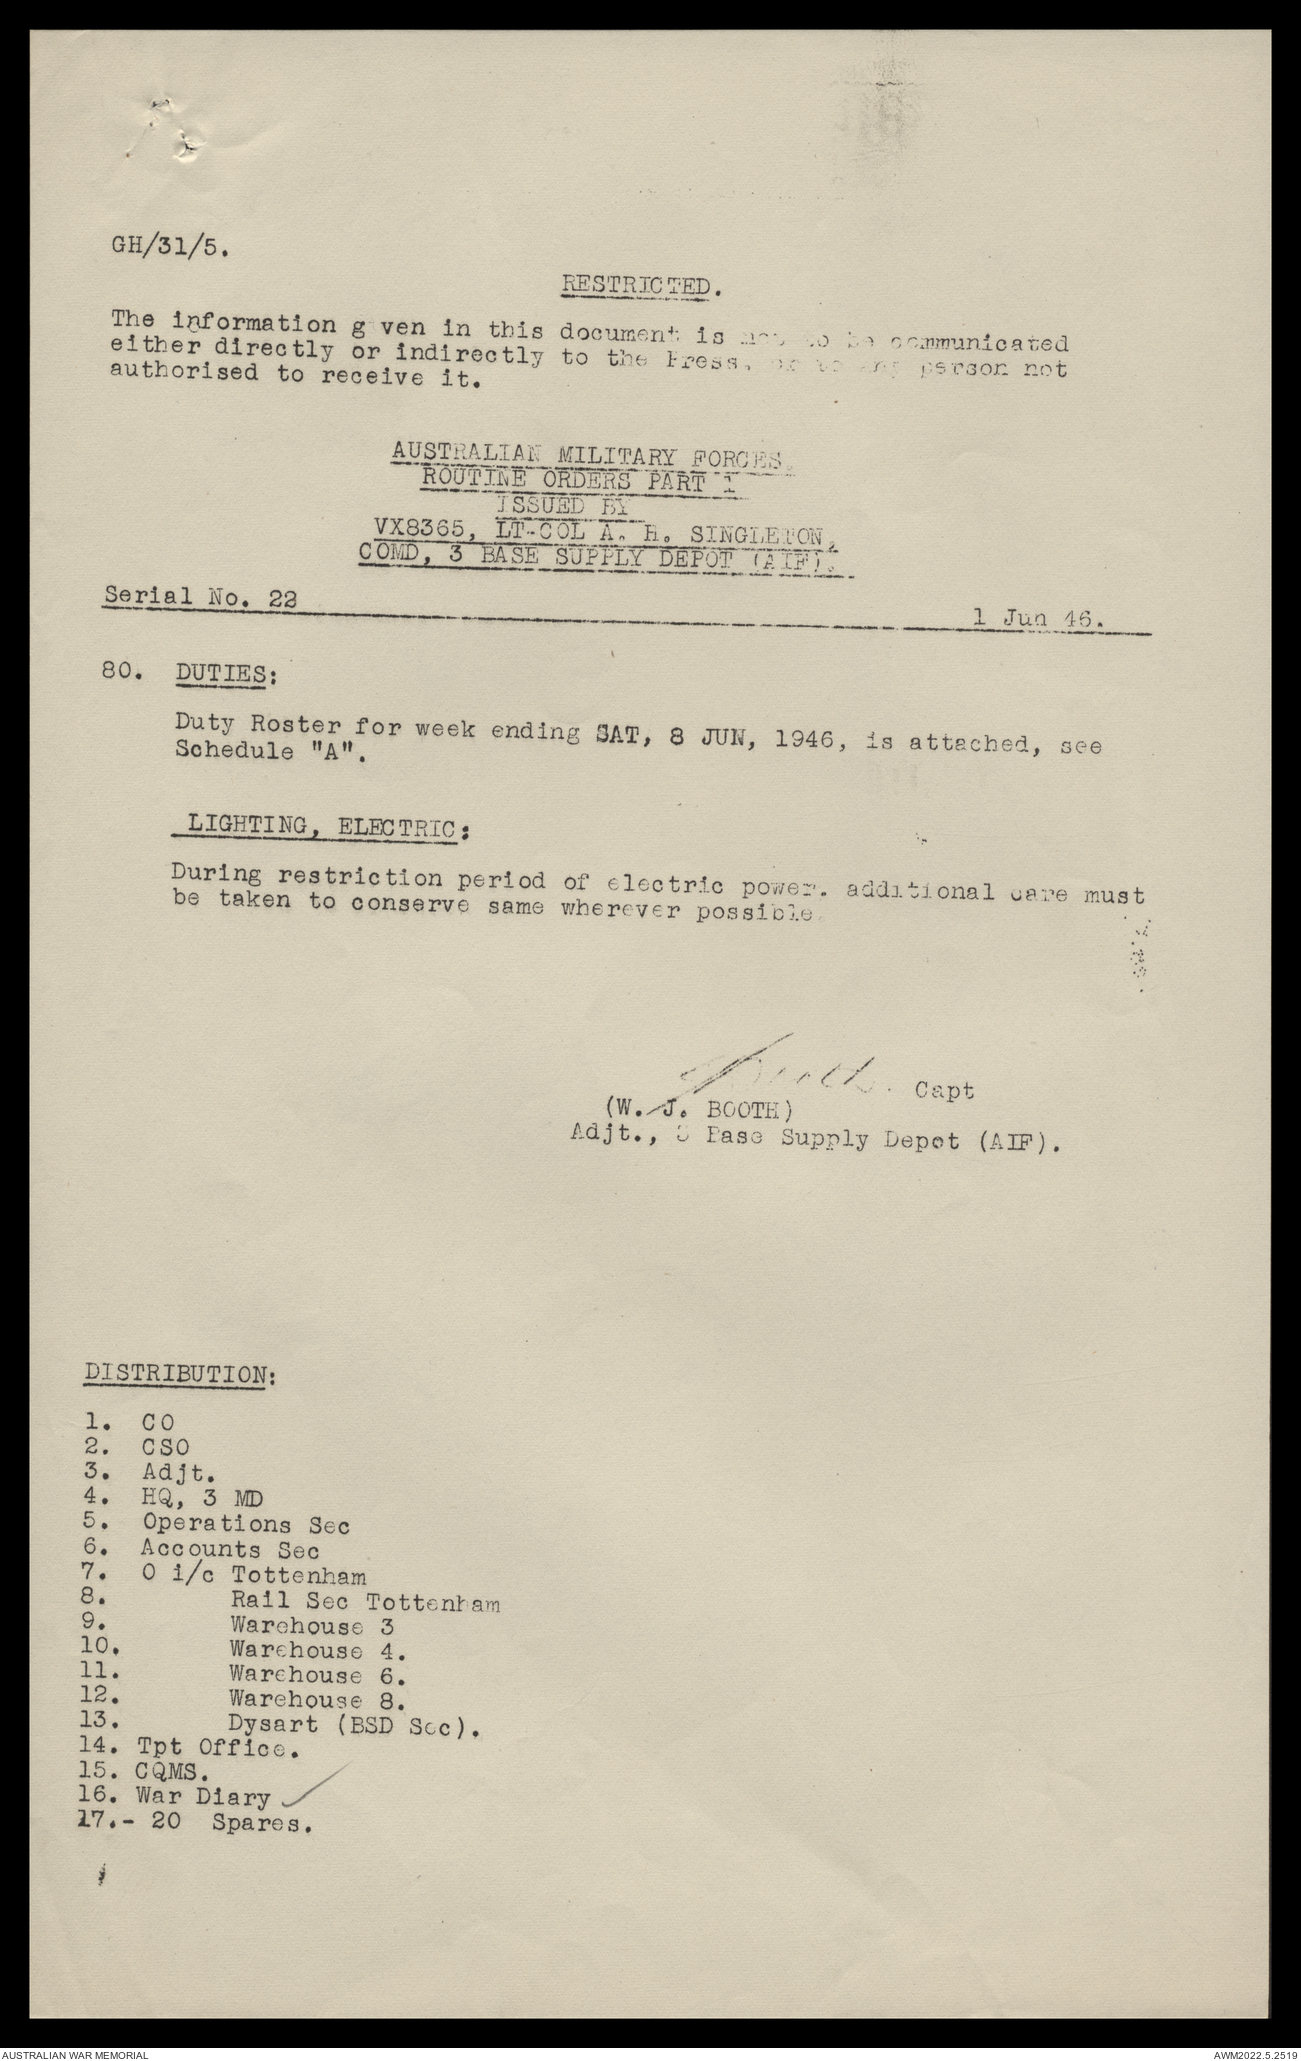 GH/31/5.
RESTRICTED.
The information given in this document is not to be communicated
either directly or indirectly to the Press, or to any person not
authorised to receive it.
AUSTRALIAN MILITARY FORCES.
ROUTINE ORDERS PART 1
ISSUED BY
VX8365, LT-COL A. H. SINGLETON,
COMD, 3 BASE SUPPLY DEPOT (AIF).
Serial No. 22
1 Jun 46.
80. DUTIES:
Duty Roster for week ending SAT, 8 JUN, 1946, is attached, see
Schedule "A".
LIGHTING, ELECTRIC:
During restriction period of electric power. additional care must
be taken to conserve same wherever possible.
Booth. Capt
(W. J. BOOTH)
Adjt., 3 Base Supply Depot (AIF).
DISTRIBUTION:
1. CO
2. CSO
3. Adjt.
4. HQ, 3 MD
5. Operations Sec
6. Accounts Sec
7. O i/c Tottenham
8. Rail Sec Tottenham
9. Warehouse 3
10. Warehouse 4.
11. Warehouse 6.
12. Warehouse 8.
13. Dysart (BSD Sec).
14. Tpt Office.
15. CQMS.
16. War Diary ✓
17.- 20 Spares.
AUSTRALIAN WAR MEMORIAL
AWM2022.5.2519